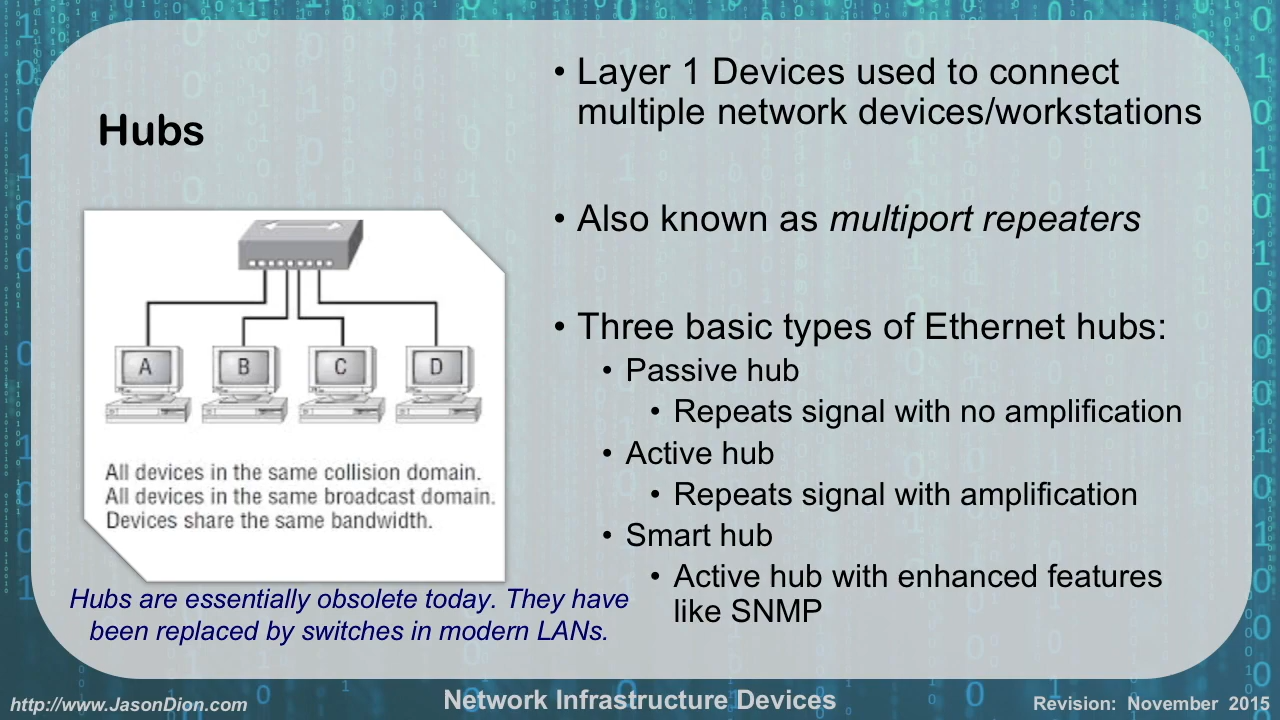 Hubs
A
B
C
D
All devices in the same collision domain.
All devices in the same broadcast domain.
Devices share the same bandwidth.
Hubs are essentially obsolete today. They have
been replaced by switches in modern LANs.
• Layer 1 Devices used to connect
multiple network devices/workstations
• Also known as multiport repeaters
• Three basic types of Ethernet hubs:
• Passive hub
• Repeats signal with no amplification
• Active hub
• Repeats signal with amplification
• Smart hub
• Active hub with enhanced features
like SNMP
http://www.JasonDion.com
Network Infrastructure Devices
Revision: November 2015